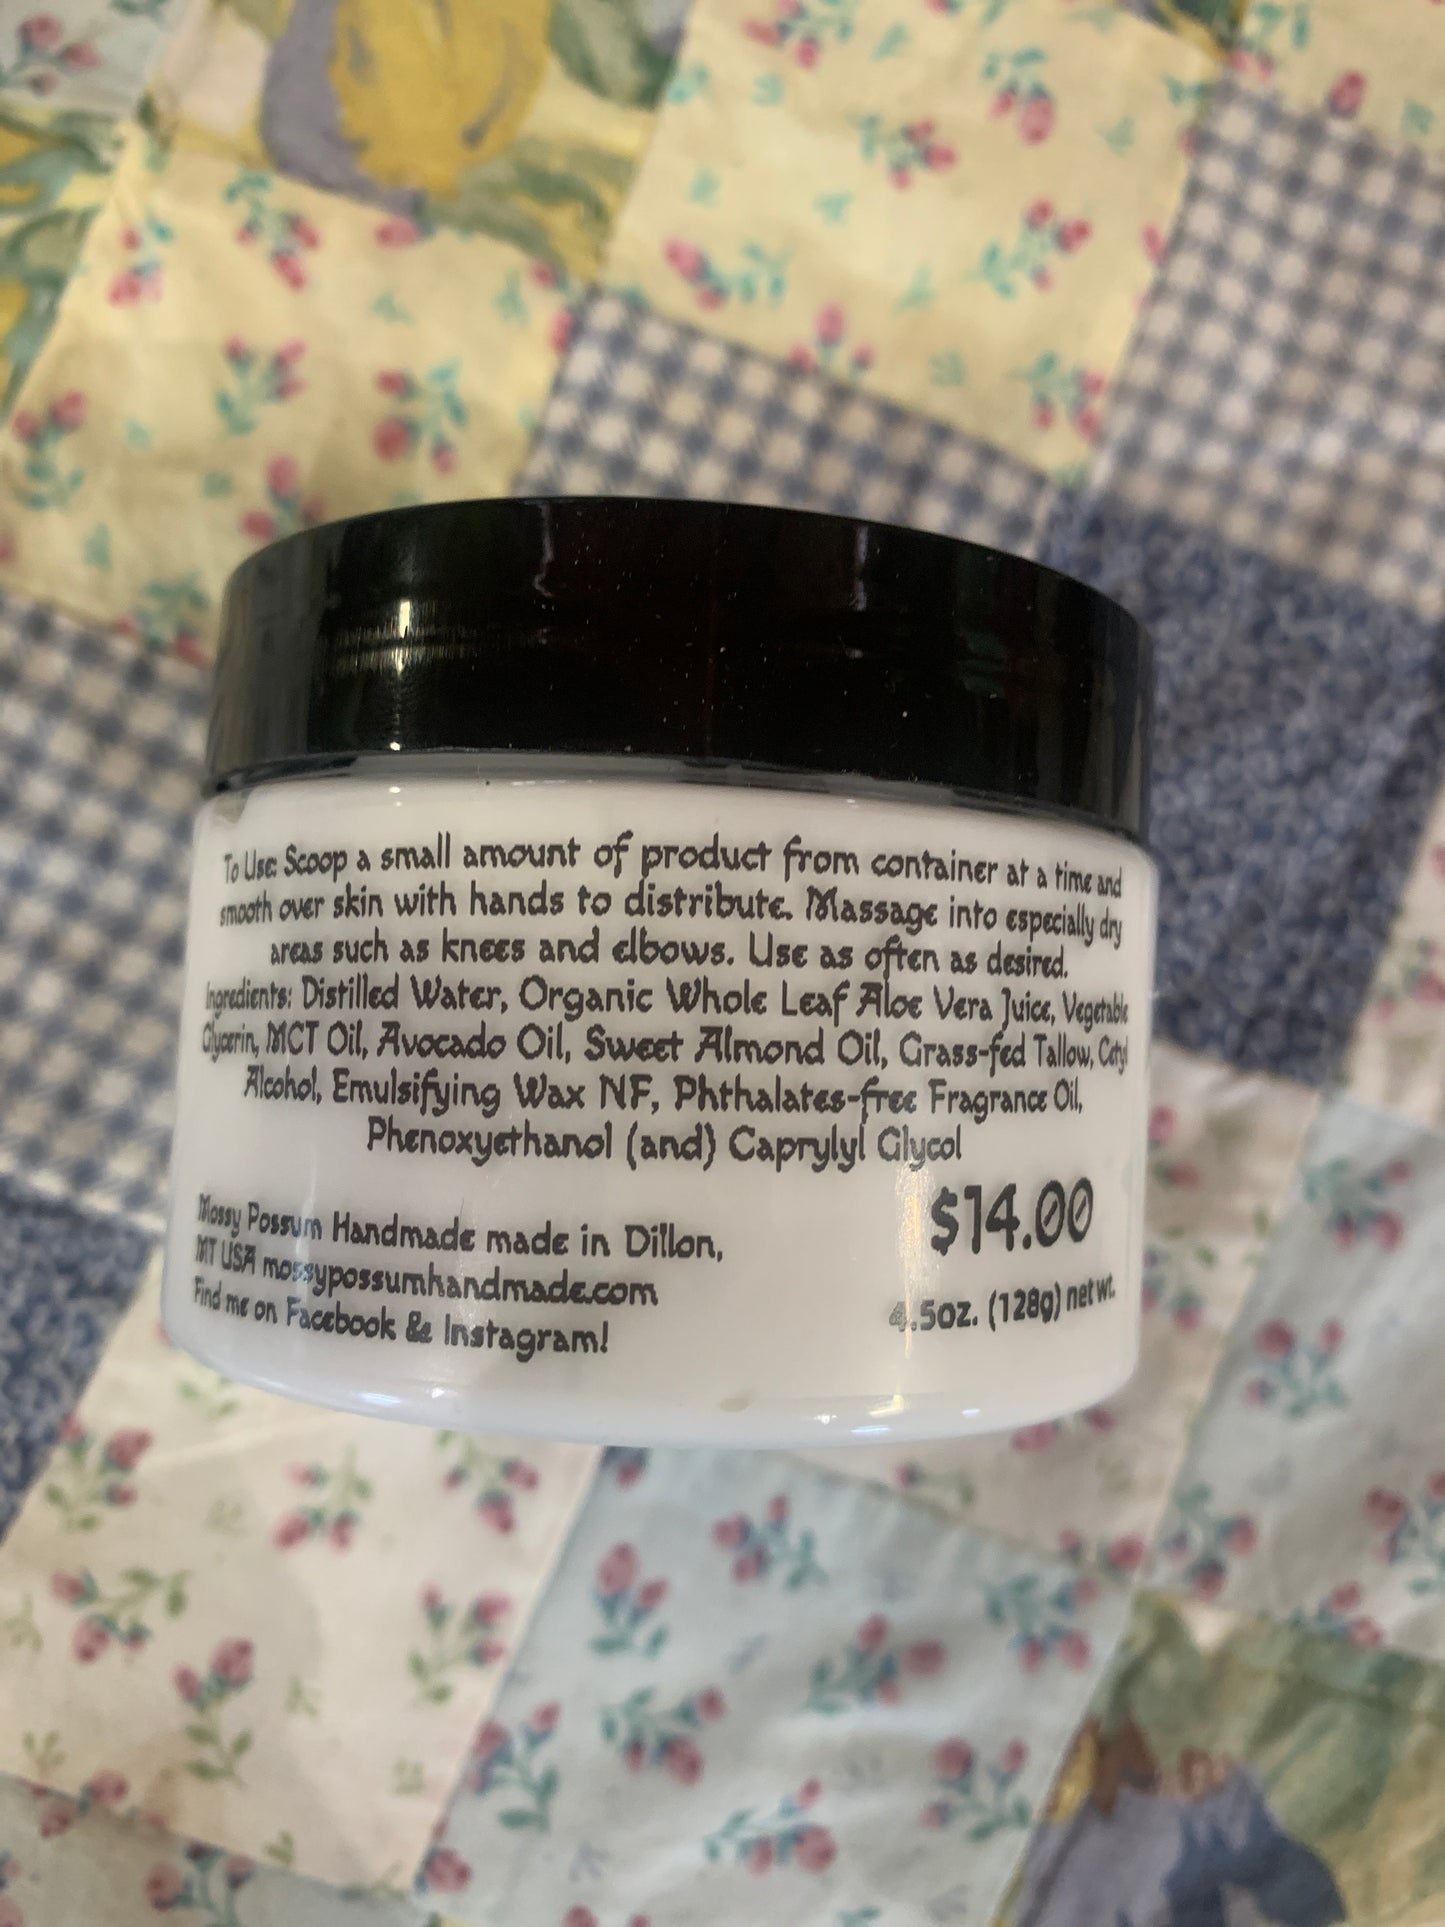 To Use: Scoop a small amount of product from container at a time and
smooth over skin with hands to distribute. Massage into especially dry
areas such as knees and elbows. Use as often as desired.
Ingredients: Distilled Water, Organic Whole Leaf Aloe Vera Juice, Vegetable
Glycerin, MCT Oil, Avocado Oil, Sweet Almond Oil, Grass-fed Tallow, Cetyl
Alcohol, Emulsifying Wax NF, Phthalates-free Fragrance Oil,
Phenoxyethanol (and) Caprylyl Glycol
$14.00
Mossy Possum Handmade made in Dillon,
MT USA mossypossumhandmade.com
Find me on Facebook & Instagram!
4.5oz. (128g) net wt.